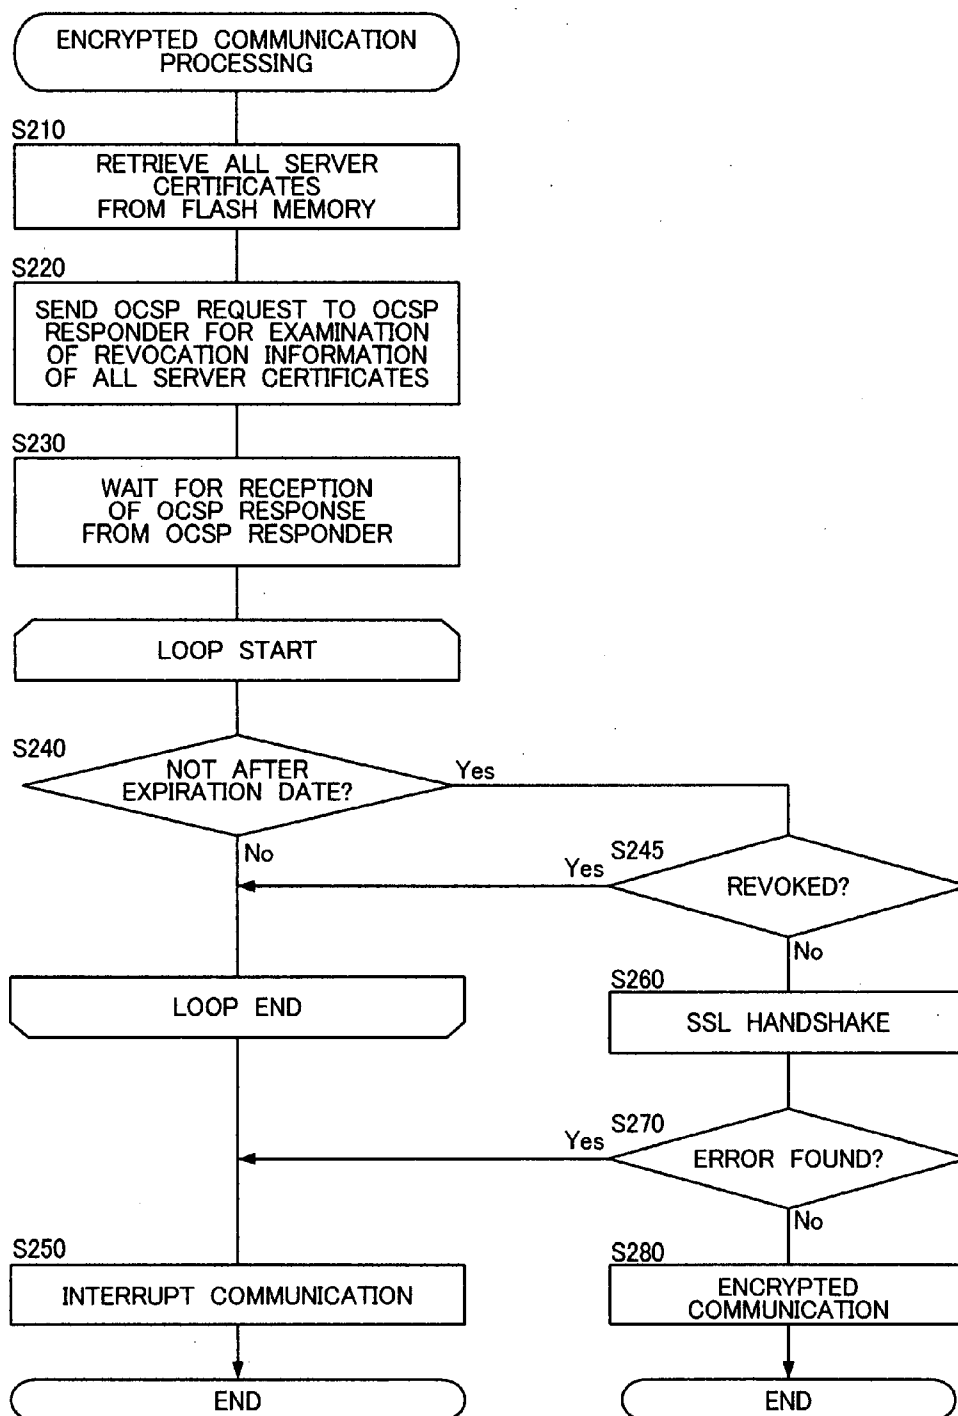 ENCRYPTED COMMUNICATION
PROCESSING
S210
RETRIEVE ALL SERVER
CERTIFICATES
FROM FLASH MEMORY
S220
SEND OCSP REQUEST TO OCSP
RESPONDER FOR EXAMINATION
OF REVOCATION INFORMATION
OF ALL SERVER CERTIFICATES
S230
WAIT FOR RECEPTION
OF OCSP RESPONSE
FROM OCSP RESPONDER
LOOP START
S240
NOT AFTER
EXPIRATION DATE?
Yes
No
S245
Yes
REVOKED?
No
LOOP END
S260
SSL HANDSHAKE
S270
Yes
ERROR FOUND?
No
S250
INTERRUPT COMMUNICATION
S280
ENCRYPTED
COMMUNICATION
END
END